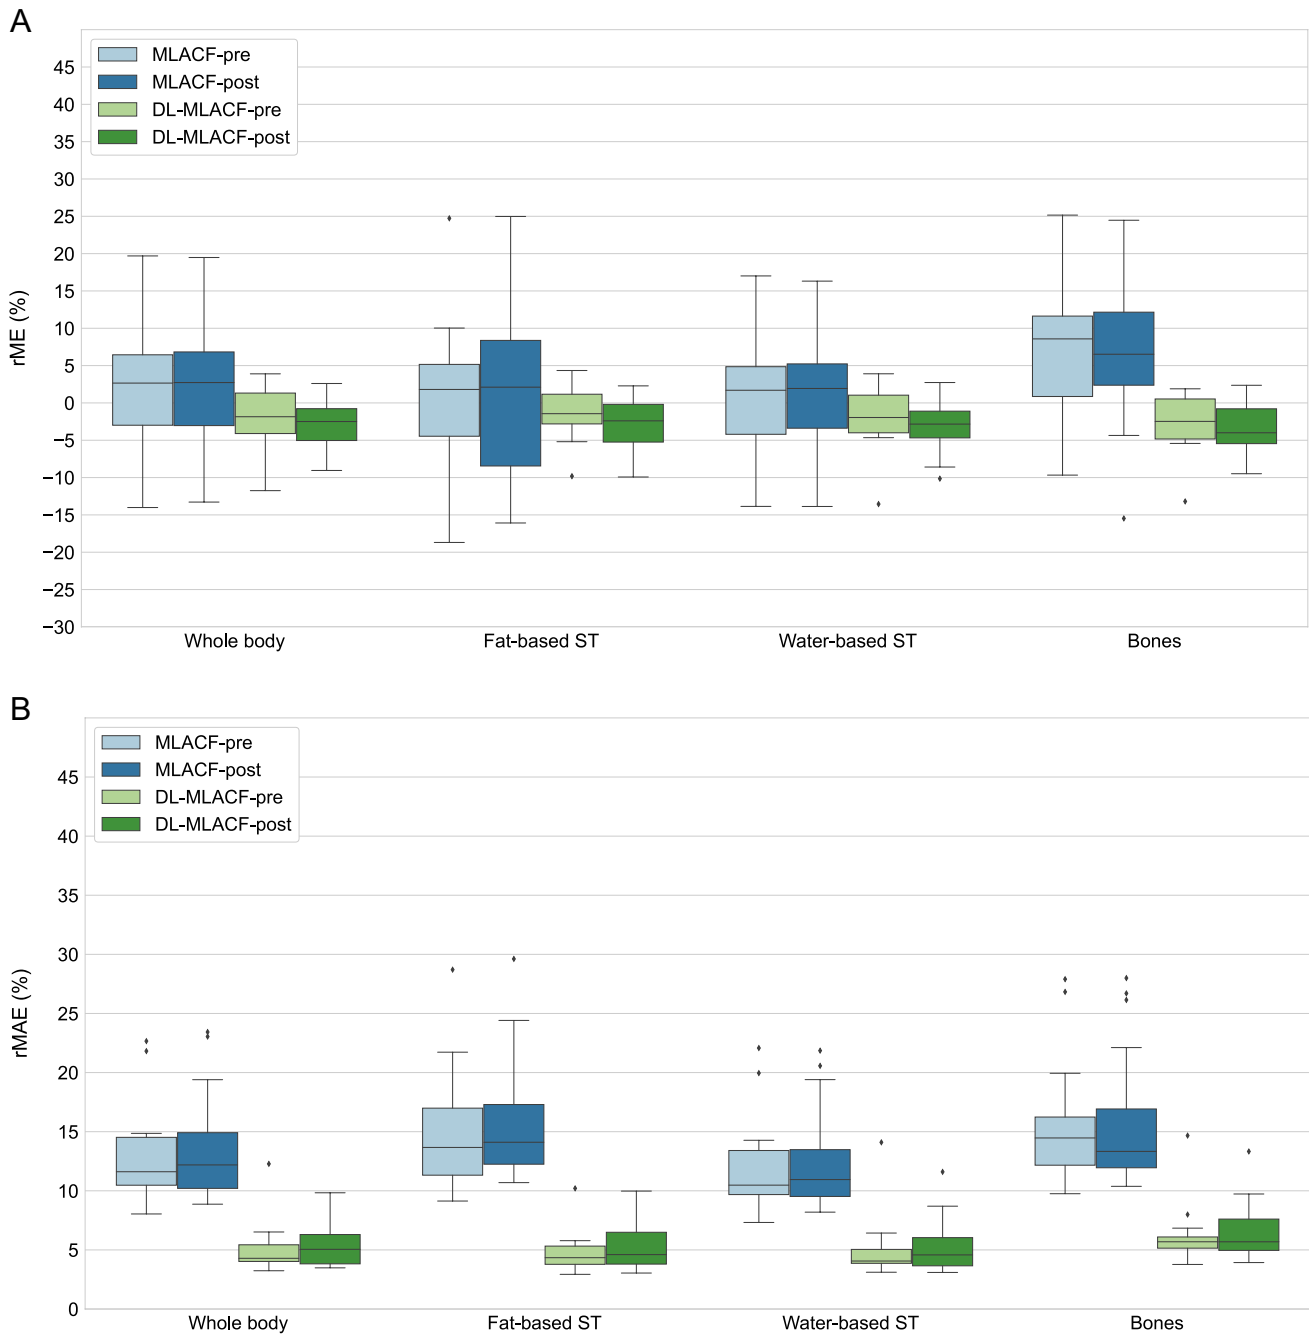 A
MLACF-pre
MLACF-post
DL-MLACF-pre
DL-MLACF-post
45
40
35
30
25
20
15
10
5
0
−5
−10
−15
−20
−25
−30
rME (%)
Whole body Fat-based ST Water-based ST Bones
B
MLACF-pre
MLACF-post
DL-MLACF-pre
DL-MLACF-post
45
40
35
30
25
20
15
10
5
0
rMAE (%)
Whole body Fat-based ST Water-based ST Bones